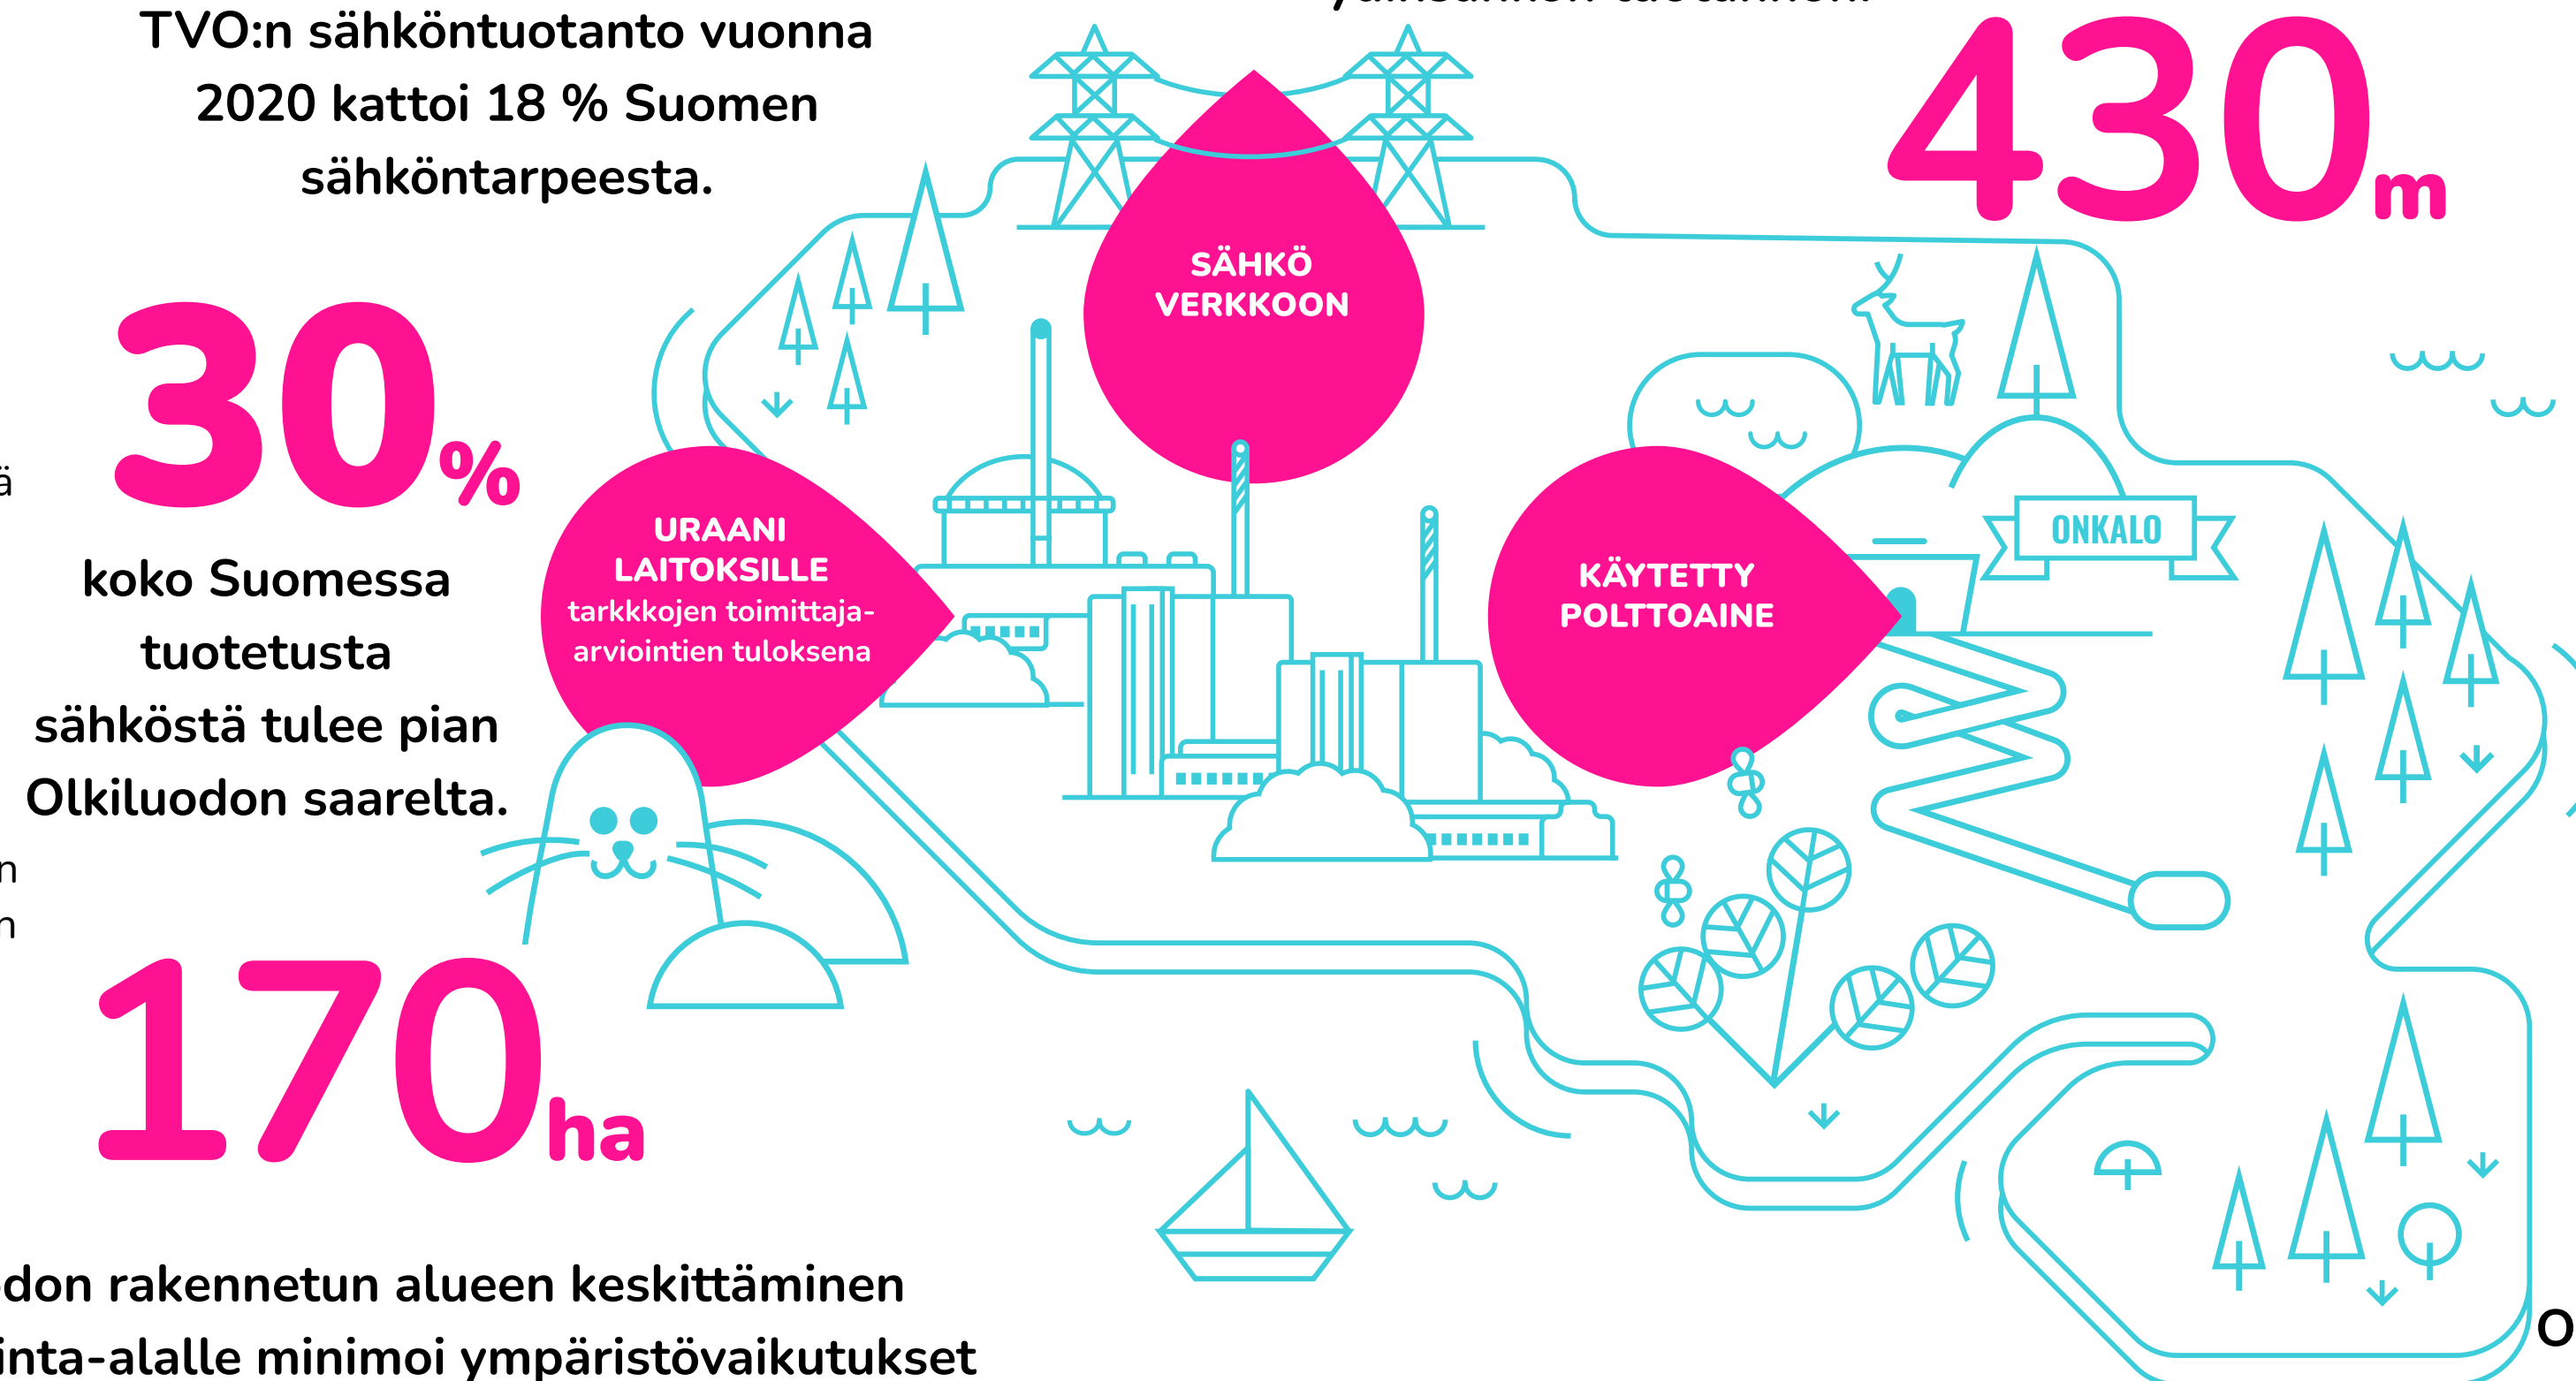 TVO:n sähköntuotanto vuonna
2020 kattoi 18 % Suomen
sähköntarpeesta.
30%
koko Suomessa
tuotetusta
sähköstä tulee pian
Olkiluodon saarelta.
170ha
don rakennetun alueen keskittäminen
inta-alalle minimoi ympäristövaikutukset
SÄHKÖ
VERKKOON
URAANI
LAITOKSILLE
tarkkkojen toimittaja-
arviointien tuloksena
KÄYTETTY
POLTTOAINE
ONKALO
430m